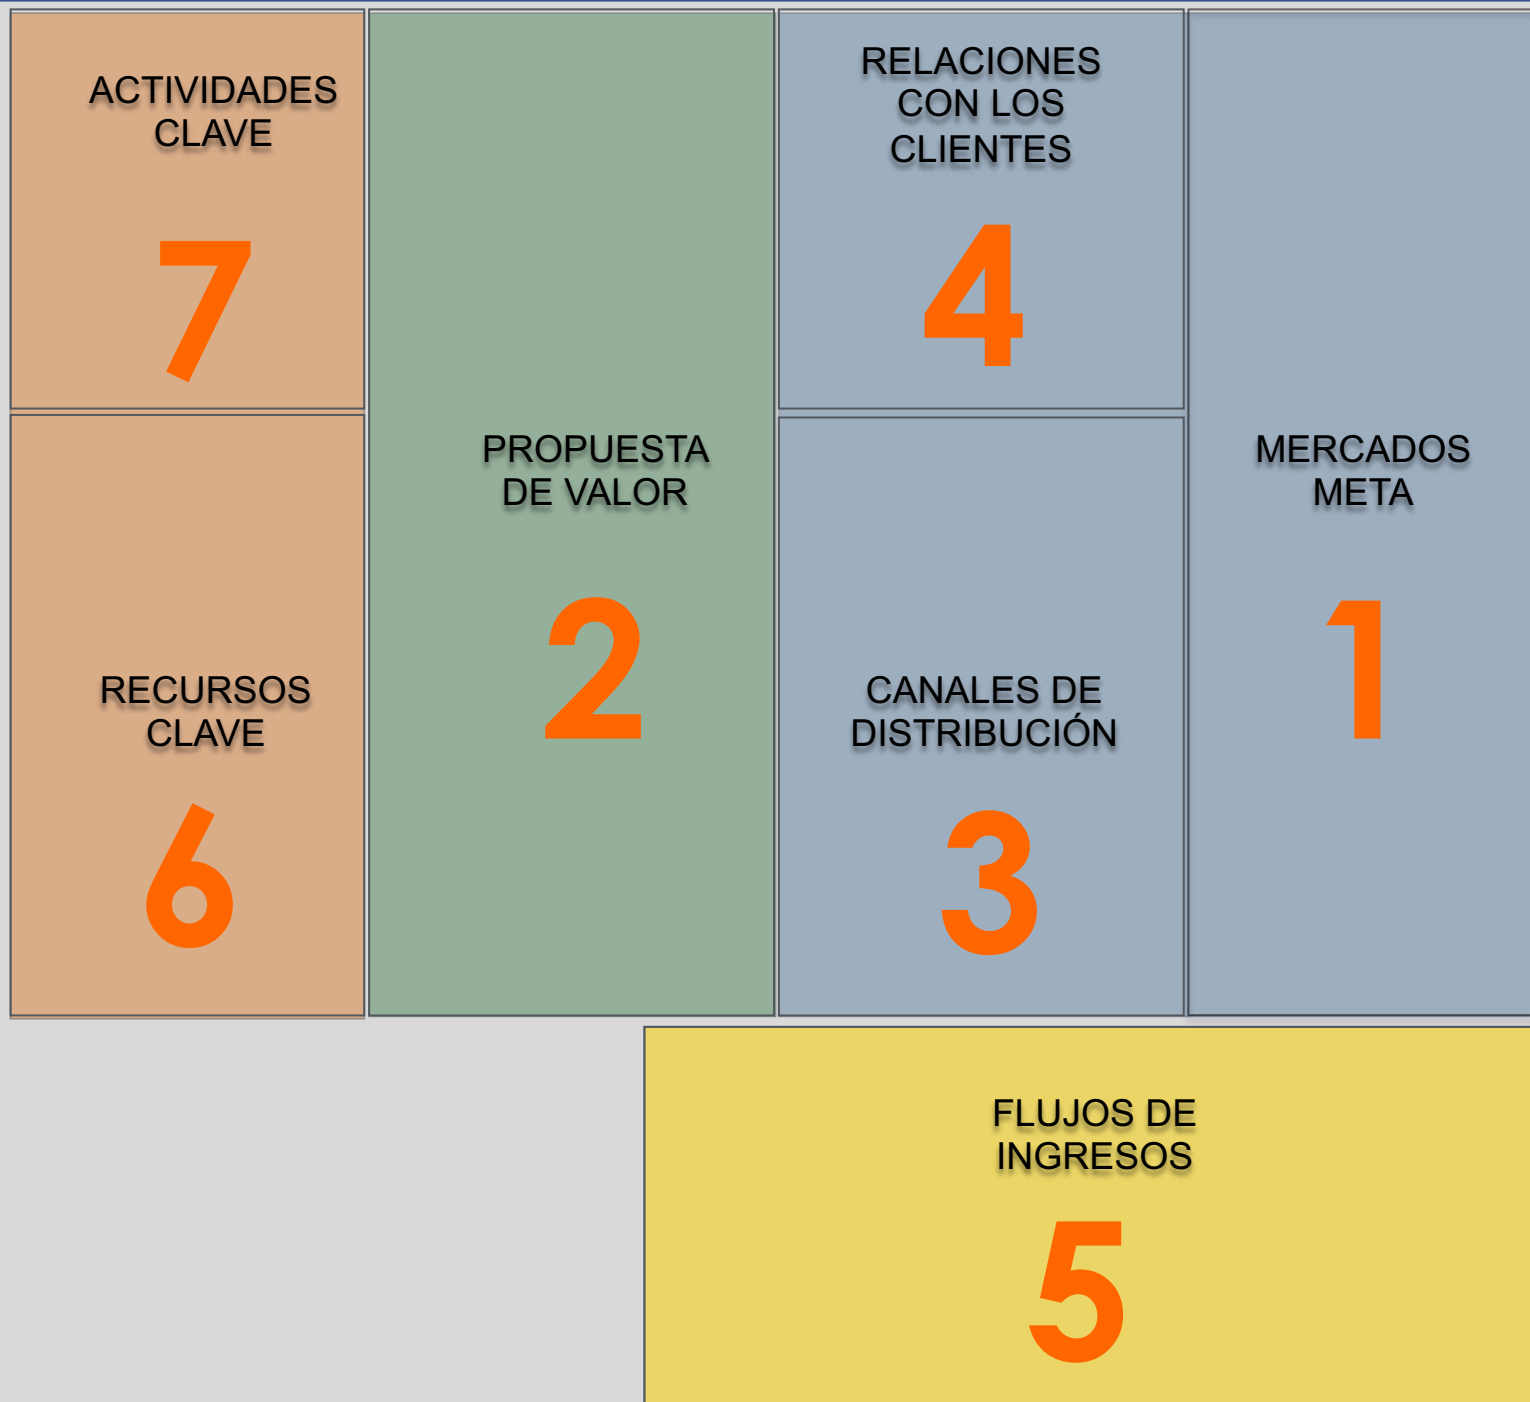 ACTIVIDADES
CLAVE
7
RECURSOS
CLAVE
6
PROPUESTA
DE VALOR
2
RELACIONES
CON LOS
CLIENTES
4
CANALES DE
DISTRIBUCIÓN
3
MERCADOS
META
1
FLUJOS DE
INGRESOS
5